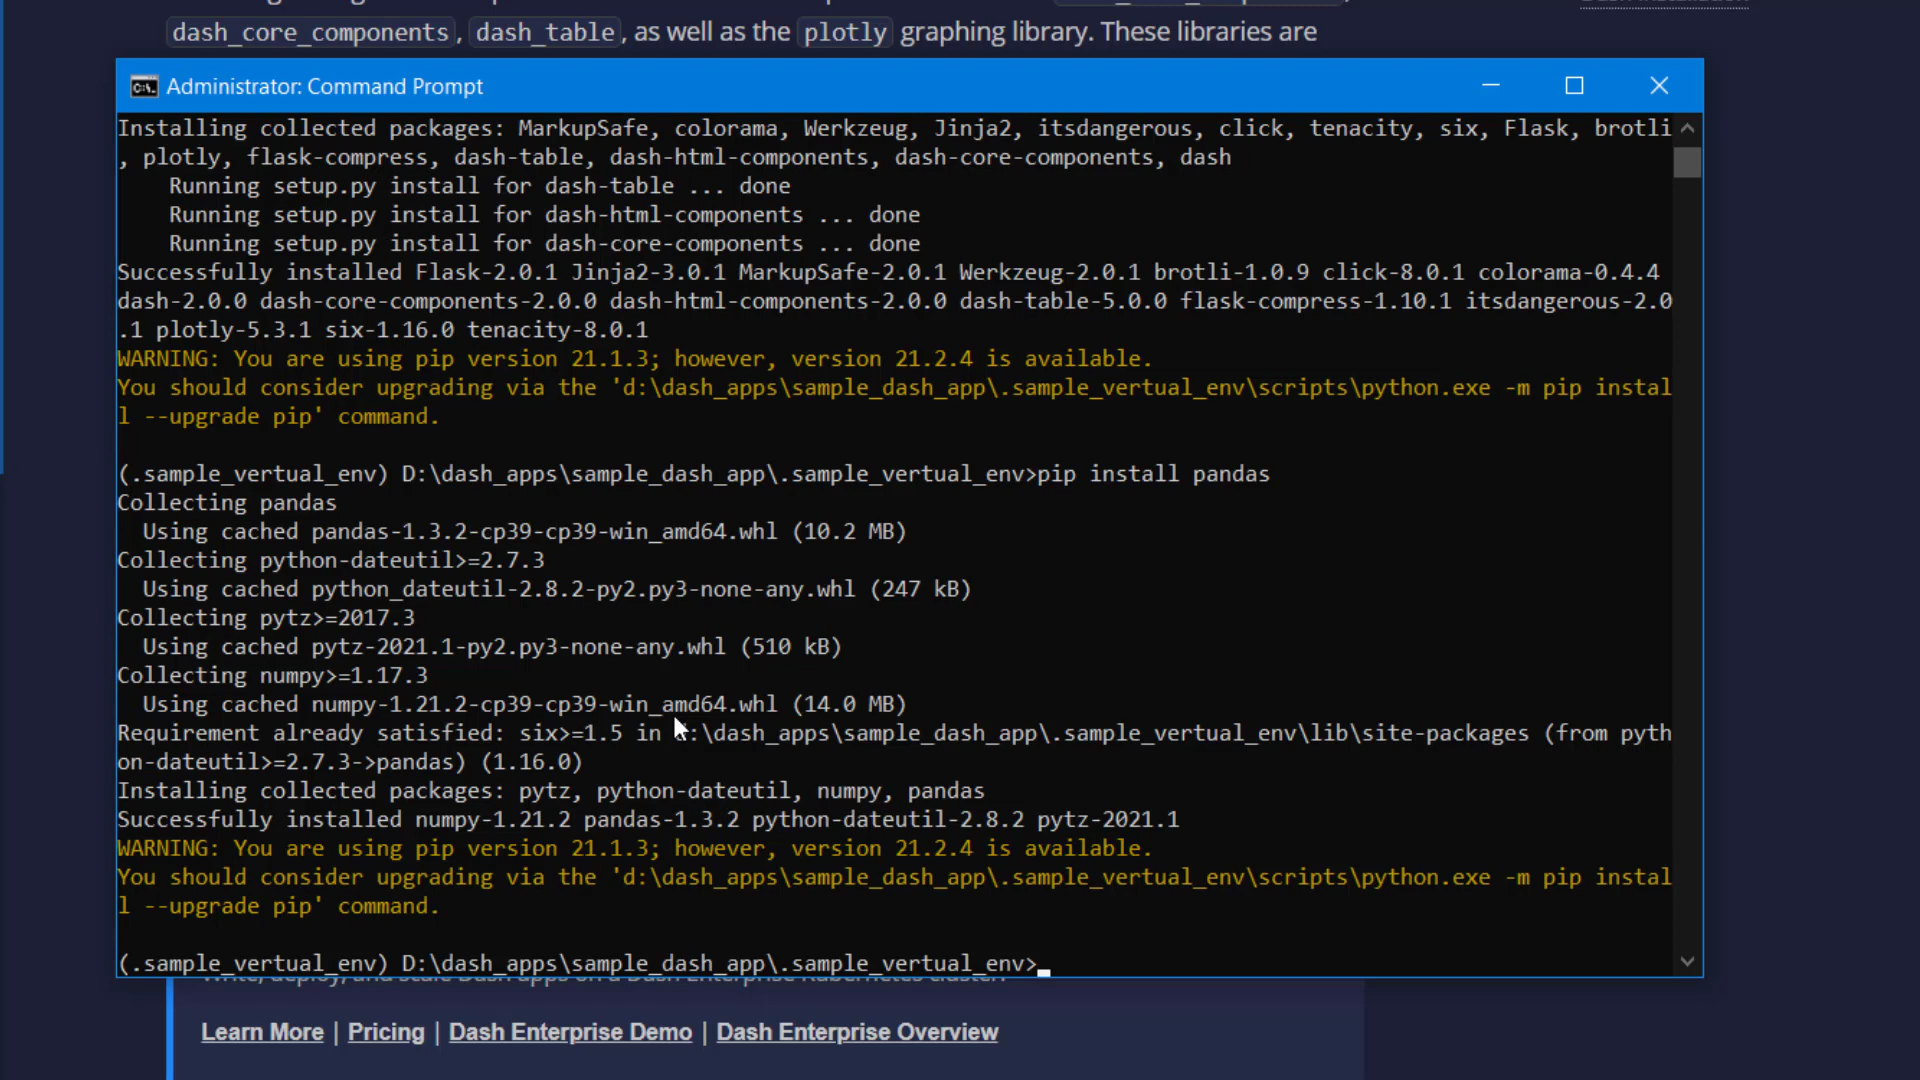 dash_core_components, dash_table, as well as the plotly graphing library. These libraries are
Administrator: Command Prompt
Installing collected packages: MarkupSafe, colorama, Werkzeug, Jinja2, itsdangerous, click, tenacity, six, Flask, brotli
, plotly, flask-compress, dash-table, dash-html-components, dash-core-components, dash
    Running setup.py install for dash-table ... done
    Running setup.py install for dash-html-components ... done
    Running setup.py install for dash-core-components ... done
Successfully installed Flask-2.0.1 Jinja2-3.0.1 MarkupSafe-2.0.1 Werkzeug-2.0.1 brotli-1.0.9 click-8.0.1 colorama-0.4.4
dash-2.0.0 dash-core-components-2.0.0 dash-html-components-2.0.0 dash-table-5.0.0 flask-compress-1.10.1 itsdangerous-2.0
.1 plotly-5.3.1 six-1.16.0 tenacity-8.0.1
WARNING: You are using pip version 21.1.3; however, version 21.2.4 is available.
You should consider upgrading via the 'd:\dash_apps\sample_dash_app\.sample_vertual_env\scripts\python.exe -m pip instal
l --upgrade pip' command.
(.sample_vertual_env) D:\dash_apps\sample_dash_app\.sample_vertual_env>pip install pandas
Collecting pandas
  Using cached pandas-1.3.2-cp39-cp39-win_amd64.whl (10.2 MB)
Collecting python-dateutil>=2.7.3
  Using cached python_dateutil-2.8.2-py2.py3-none-any.whl (247 kB)
Collecting pytz>=2017.3
  Using cached pytz-2021.1-py2.py3-none-any.whl (510 kB)
Collecting numpy>=1.17.3
  Using cached numpy-1.21.2-cp39-cp39-win_amd64.whl (14.0 MB)
Requirement already satisfied: six>=1.5 in :\dash_apps\sample_dash_app\.sample_vertual_env\lib\site-packages (from pyth
on-dateutil>=2.7.3->pandas) (1.16.0)
Installing collected packages: pytz, python-dateutil, numpy, pandas
Successfully installed numpy-1.21.2 pandas-1.3.2 python-dateutil-2.8.2 pytz-2021.1
WARNING: You are using pip version 21.1.3; however, version 21.2.4 is available.
You should consider upgrading via the 'd:\dash_apps\sample_dash_app\.sample_vertual_env\scripts\python.exe -m pip instal
l --upgrade pip' command.
(.sample_vertual_env) D:\dash_apps\sample_dash_app\.sample_vertual_env>
Learn More | Pricing | Dash Enterprise Demo | Dash Enterprise Overview